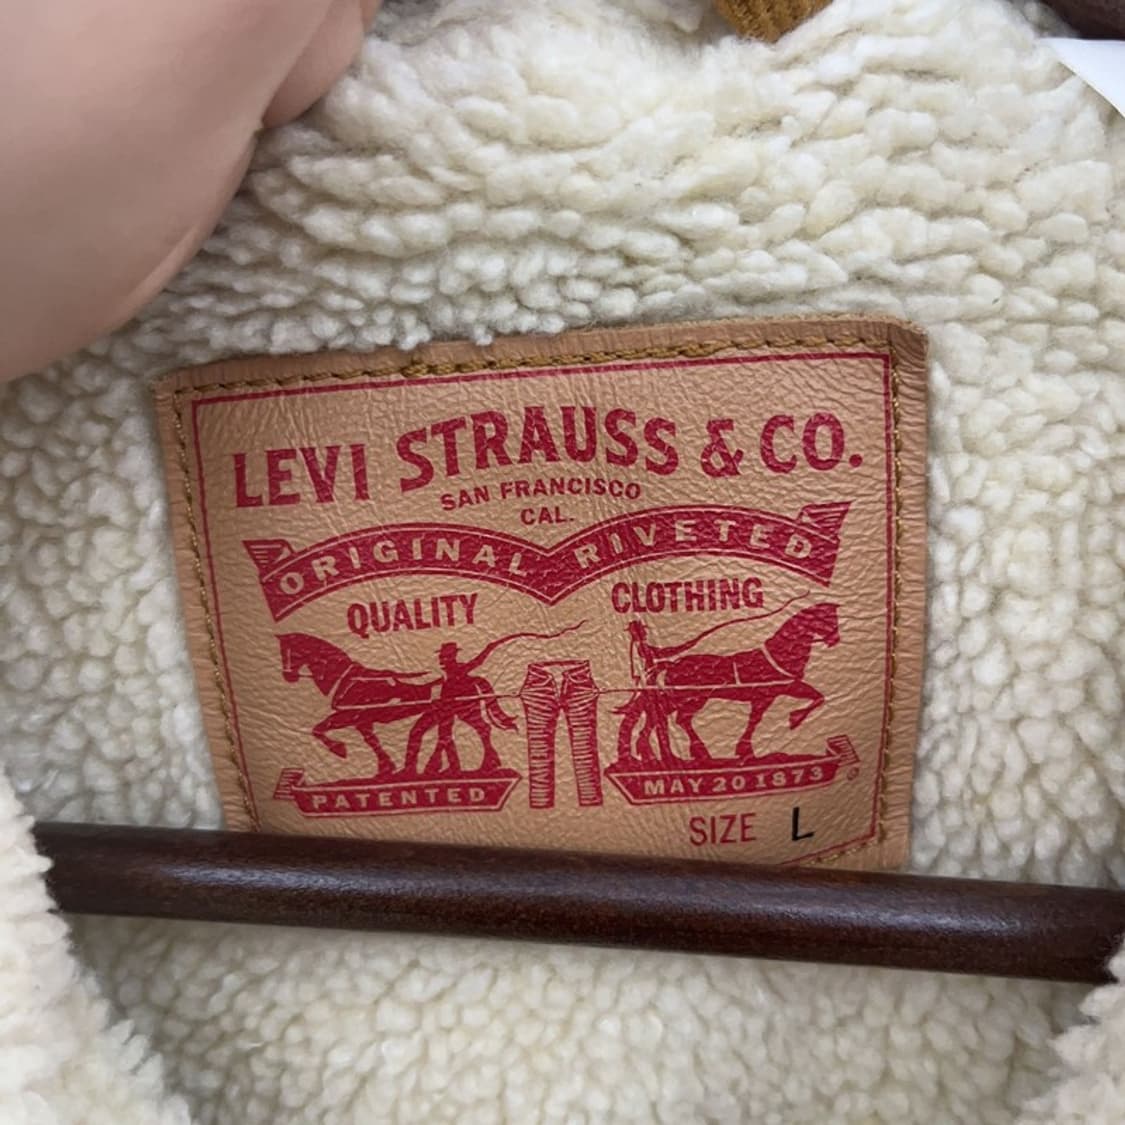 LEVI STRAUSS & CO.
SAN FRANCISCO
CAL.
ORIGINAL RIVETED
QUALITY CLOTHING
PATENTED MAY 20 1873
SIZE L